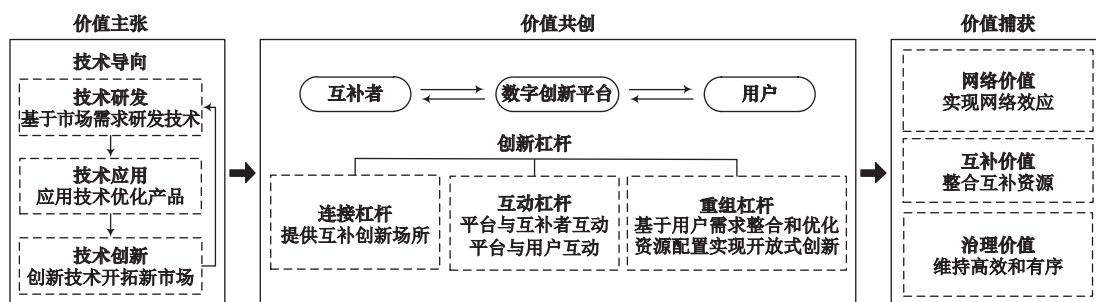 价值主张
技术导向
技术研发
基于市场需求研发技术
技术应用
应用技术优化产品
技术创新
创新技术开拓新市场
价值共创
互补者
数字创新平台
用户
创新杠杆
连接杠杆
提供互补创新场所
互动杠杆
平台与互补者互动
平台与用户互动
重组杠杆
基于用户需求整合和优化
资源配置实现开放式创新
价值捕获
网络价值
实现网络效应
互补价值
整合互补资源
治理价值
维持高效和有序